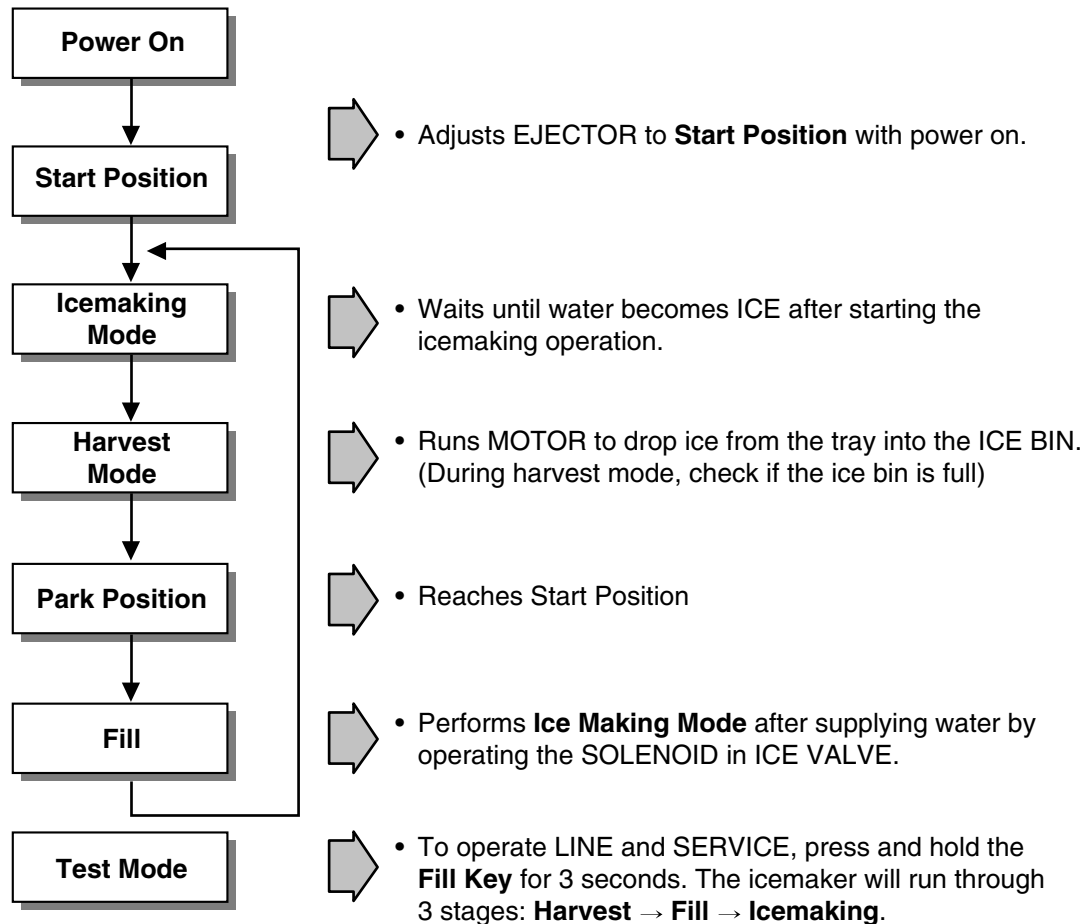 Power On
• Adjusts EJECTOR to Start Position with power on.
Start Position
Icemaking
Mode
• Waits until water becomes ICE after starting the
icemaking operation.
Harvest
Mode
• Runs MOTOR to drop ice from the tray into the ICE BIN.
(During harvest mode, check if the ice bin is full)
Park Position
• Reaches Start Position
Fill
• Performs Ice Making Mode after supplying water by
operating the SOLENOID in ICE VALVE.
Test Mode
• To operate LINE and SERVICE, press and hold the
Fill Key for 3 seconds. The icemaker will run through
3 stages: Harvest → Fill → Icemaking.